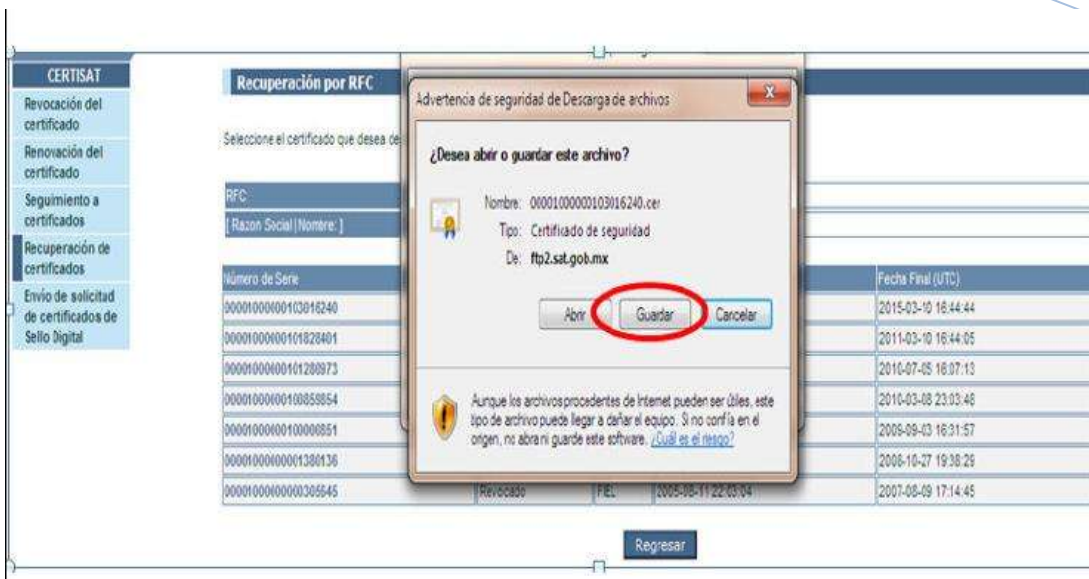 CERTISAT
Revocación del
certificado
Renovación del
certificado
Seguimiento a
certificados
Recuperación de
certificados
Envío de solicitud
de certificados de
Sello Digital
Recuperación por RFC
Seleccione el certificado que desea de
RFC
[ Razon Social | Nombre: ]
Número de Serie
Fecha Final (UTC)
00001000000103016240
2015-03-10 16:44:44
00001000000101828401
2011-03-10 16:44:05
00001000000101280973
2010-07-05 16:07:13
00001000000100859854
2010-03-08 23:03:48
00001000000100000851
2009-09-03 16:31:57
00001000000001380136
2008-10-27 19:38:29
00001000000000305645
Revocado
FIEL
2005-08-11 22:03:04
2007-08-09 17:14:45
Regresar
Advertencia de seguridad de Descarga de archivos
¿Desea abrir o guardar este archivo?
Nombre: 00001000000103016240.cer
Tipo: Certificado de seguridad
De: ftp2.sat.gob.mx
Abrir
Guardar
Cancelar
Aunque los archivos procedentes de Internet pueden ser útiles, este
tipo de archivo puede llegar a dañar el equipo. Si no confía en el
origen, no abra ni guarde este software. ¿Cuál es el riesgo?